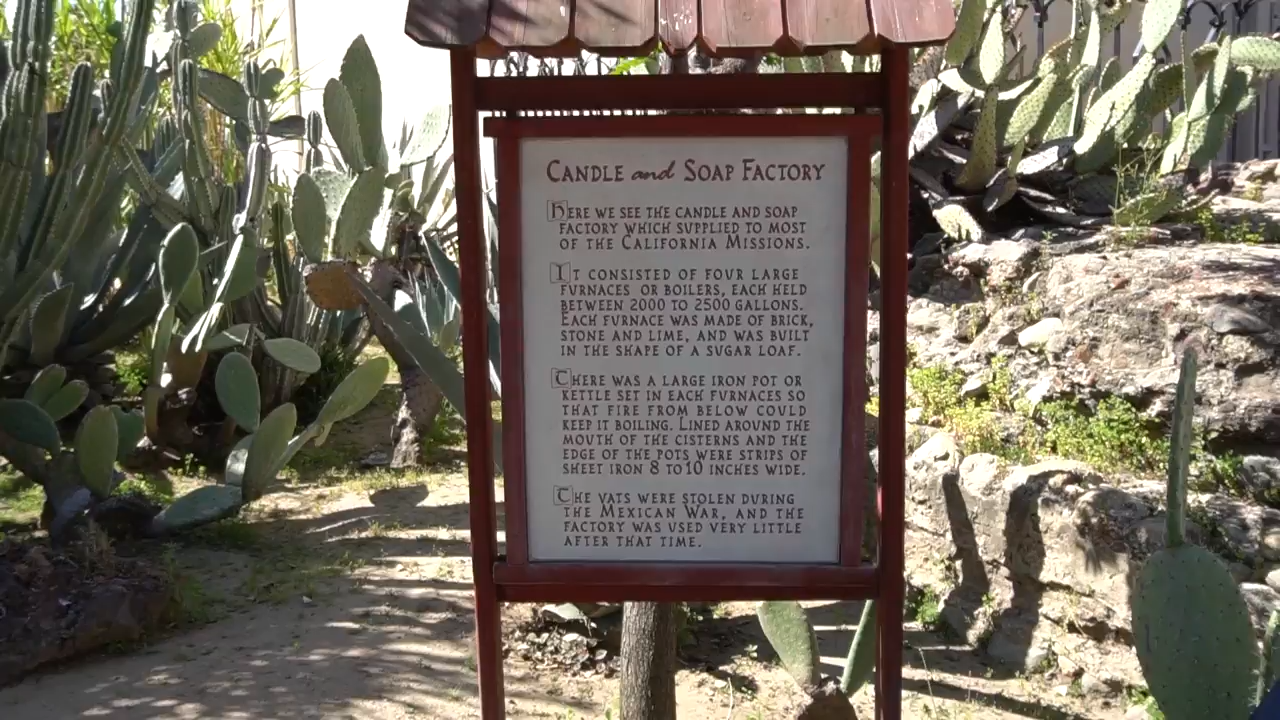 CANDLE and SOAP FACTORY
HERE WE SEE THE CANDLE AND SOAP
FACTORY WHICH SUPPLIED TO MOST
OF THE CALIFORNIA MISSIONS.
IT CONSISTED OF FOUR LARGE
FURNACES OR BOILERS, EACH HELD
BETWEEN 2000 TO 2500 GALLONS.
EACH FURNACE WAS MADE OF BRICK,
STONE AND LIME, AND WAS BUILT
IN THE SHAPE OF A SUGAR LOAF.
THERE WAS A LARGE IRON POT OR
KETTLE SET IN EACH FURNACES SO
THAT FIRE FROM BELOW COULD
KEEP IT BOILING. LINED AROUND THE
MOUTH OF THE CISTERNS AND THE
EDGE OF THE POTS WERE STRIPS OF
SHEET IRON 8 TO 10 INCHES WIDE.
THE VATS WERE STOLEN DURING
THE MEXICAN WAR, AND THE
FACTORY WAS USED VERY LITTLE
AFTER THAT TIME.